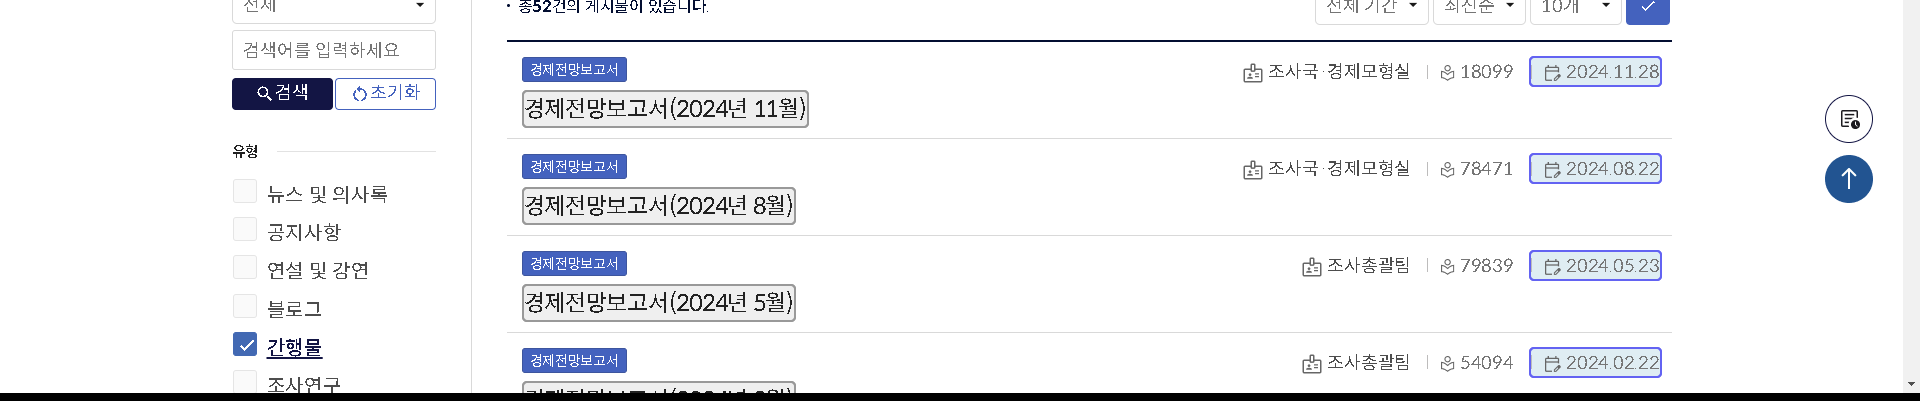 전체
• 총52건의 게시물이 있습니다.
전체 기간
최신순
10개
검색어를 입력하세요
검색
초기화
유형
뉴스 및 의사록
공지사항
연설 및 강연
블로그
간행물
조사연구
경제전망보고서
조사국·경제모형실 18099 2024.11.28
경제전망보고서(2024년 11월)
경제전망보고서
조사국·경제모형실 78471 2024.08.22
경제전망보고서(2024년 8월)
경제전망보고서
조사총괄팀 79839 2024.05.23
경제전망보고서(2024년 5월)
경제전망보고서
조사총괄팀 54094 2024.02.22